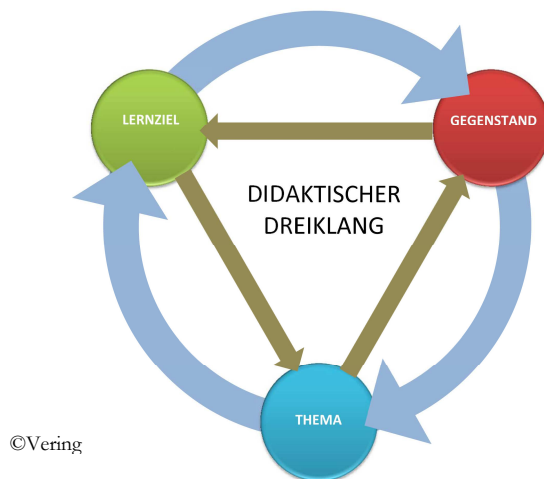 LERNZIEL
GEGENSTAND
DIDAKTISCHER
DREIKLANG
THEMA
©Vering